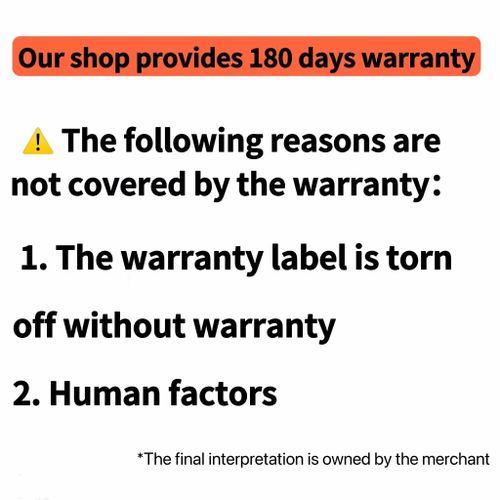 Our shop provides 180 days warranty
⚠️ The following reasons are
not covered by the warranty：
1. The warranty label is torn
off without warranty
2. Human factors
*The final interpretation is owned by the merchant